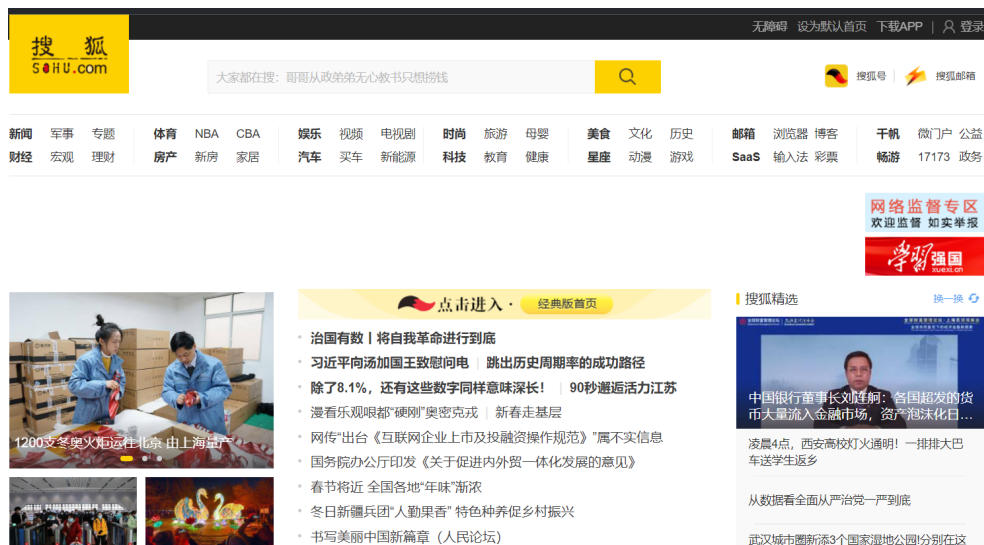 无障碍 设为默认首页 下载APP | 登录
搜狐
SOHU.com
大家都在搜：哥哥从政弟弟无心教书只想捞钱
搜狐号 | 搜狐邮箱
新闻 军事 专题 体育 NBA CBA 娱乐 视频 电视剧 时尚 旅游 母婴 美食 文化 历史 邮箱 浏览器 博客 千帆 微门户 公益
财经 宏观 理财 房产 新房 家居 汽车 买车 新能源 科技 教育 健康 星座 动漫 游戏 SaaS 输入法 彩票 畅游 17173 政务
网络监督专区
欢迎监督 如实举报
学习强国
xuexi.cn
1200支冬奥火炬运往北京 由上海量产
点击进入· 经典版首页
治国有数丨将自我革命进行到底
习近平向汤加国王致慰问电 | 跳出历史周期率的成功路径
除了8.1%，还有这些数字同样意味深长！ | 90秒邂逅活力江苏
漫看乐观哏都“硬刚”奥密克戎 | 新春走基层
网传“出台《互联网企业上市及投融资操作规范》”属不实信息
国务院办公厅印发《关于促进内外贸一体化发展的意见》
春节将近 全国各地“年味”渐浓
冬日新疆兵团“人勤果香” 特色种养促乡村振兴
书写美丽中国新篇章（人民论坛）
搜狐精选 换一换
中国银行董事长刘连舸：各国超发的货
币大量流入金融市场，资产泡沫化日…
凌晨4点，西安高校灯火通明！一排排大巴
车送学生返乡
从数据看全面从严治党一严到底
武汉城市圈新添3个国家湿地公园!分别在这